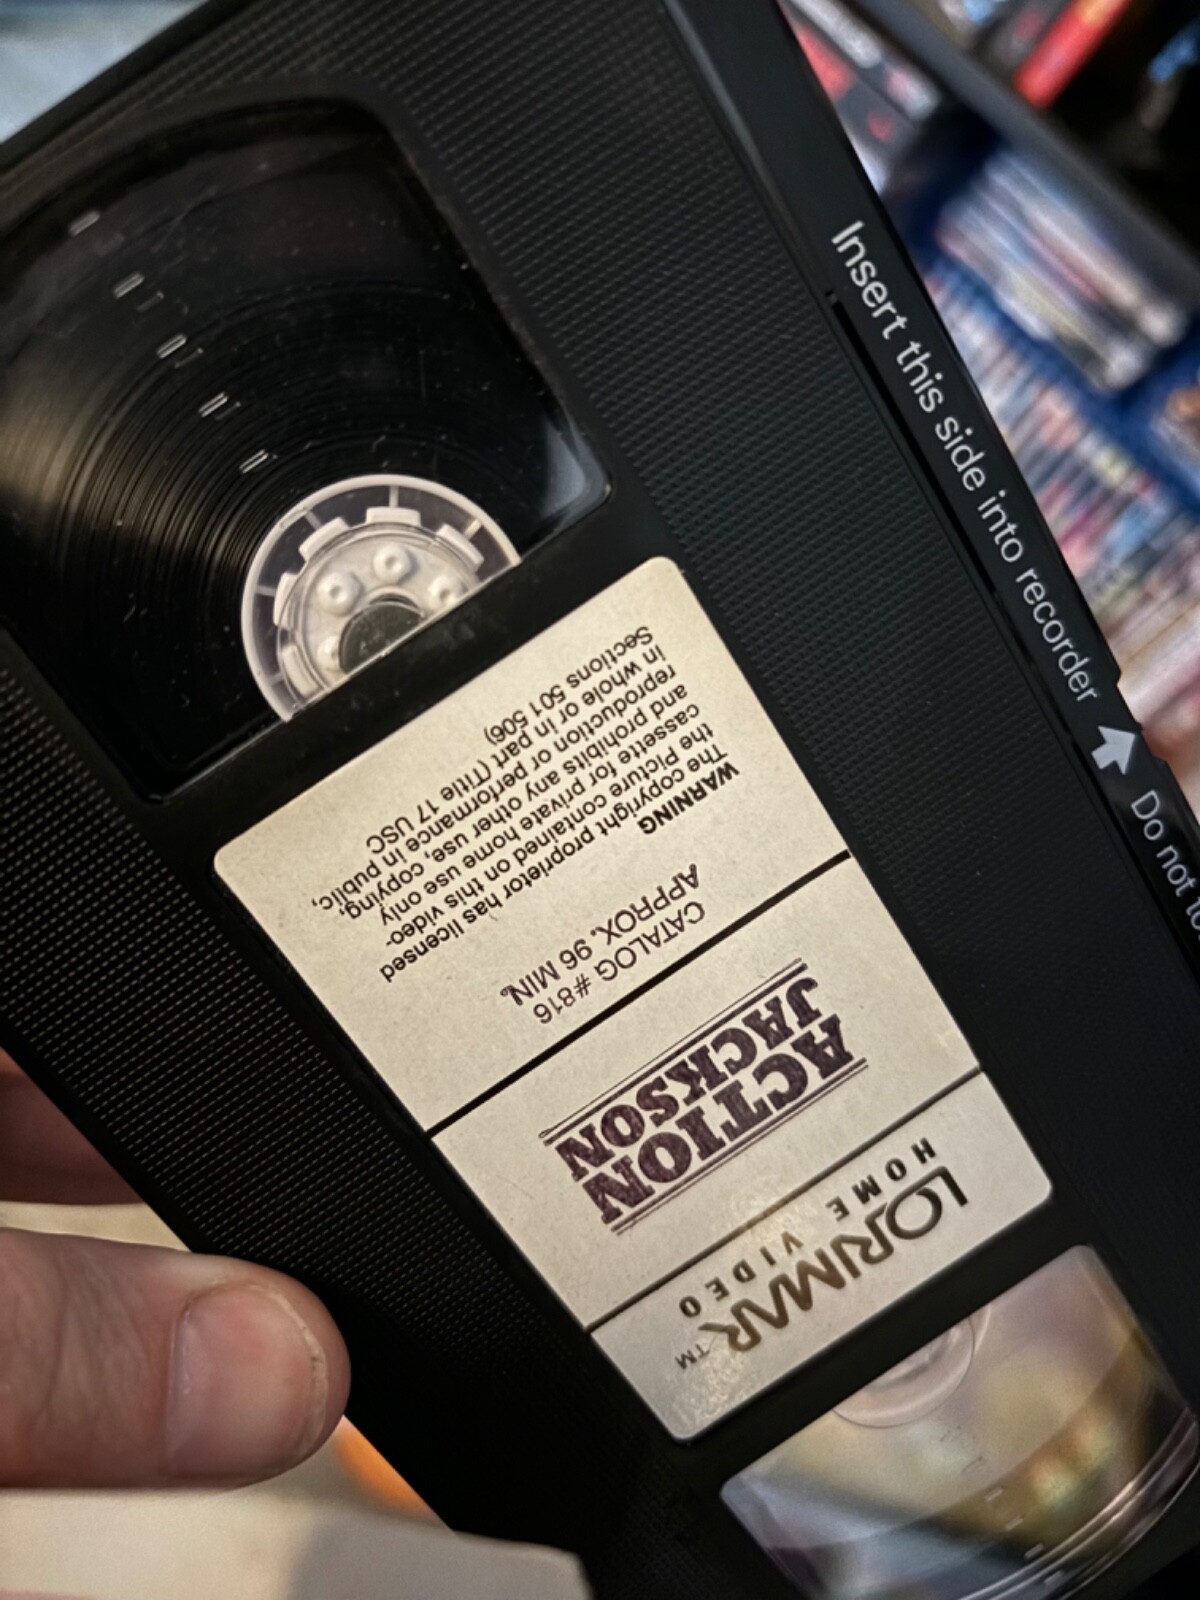 LORIMAR™
HOME VIDEO
ACTION
JACKSON
CATALOG #816
APPROX. 96 MIN.
WARNING
The copyright proprietor has licensed
the picture contained on this video-
cassette for private home use only
and prohibits any other use, copying,
reproduction or performance in public,
in whole or in part (Title 17 USC
Sections 501 506)
Insert this side into recorder
Do not